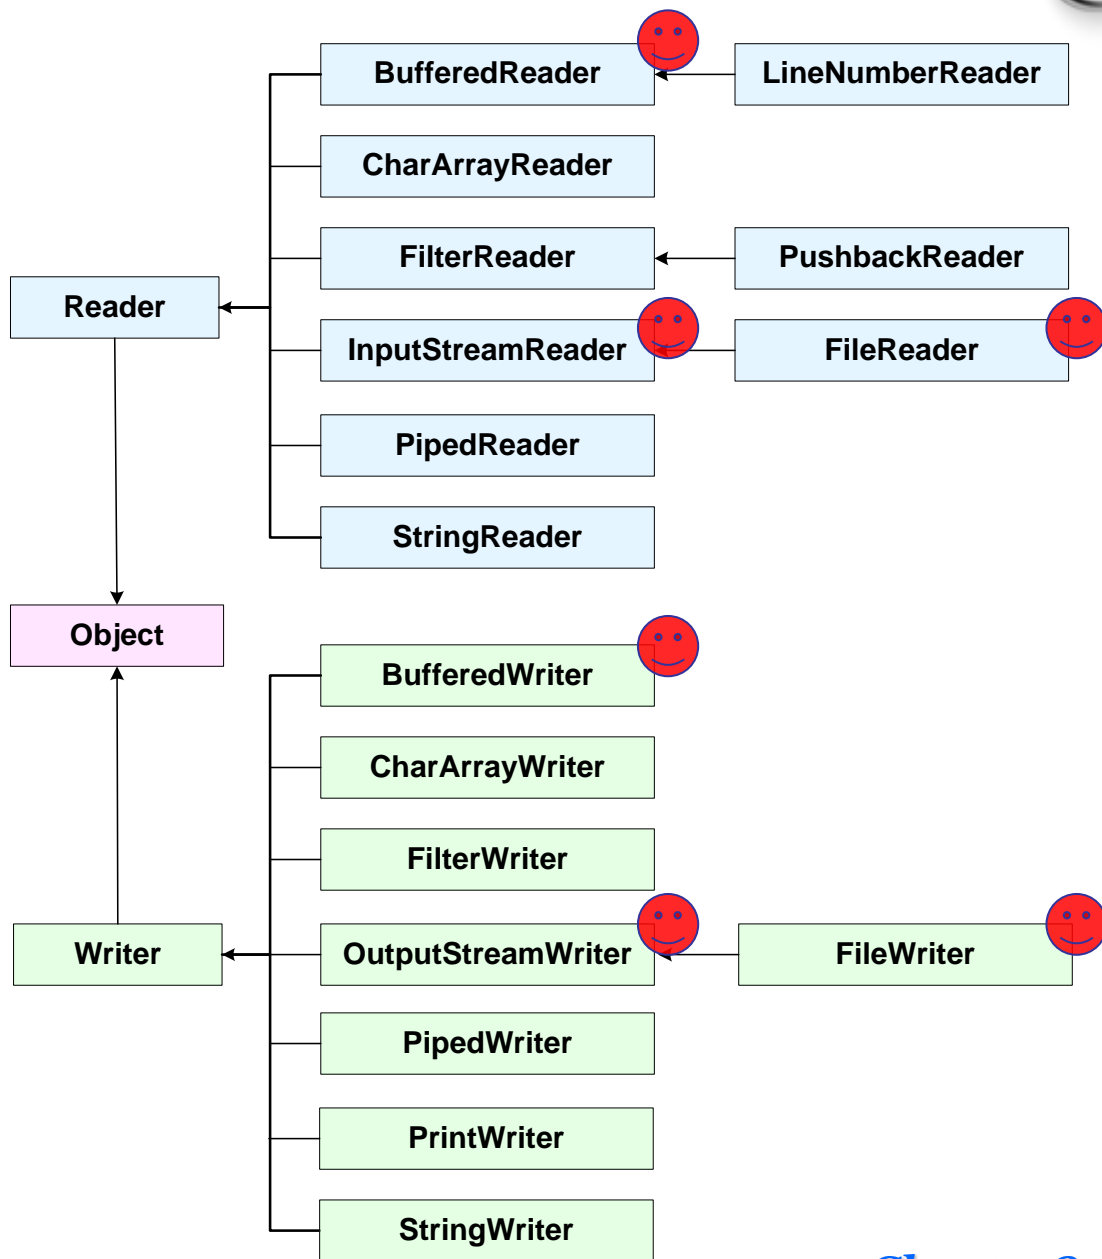 BufferedReader
LineNumberReader
CharArrayReader
FilterReader
PushbackReader
Reader
InputStreamReader
FileReader
PipedReader
StringReader
Object
BufferedWriter
CharArrayWriter
FilterWriter
Writer
OutputStreamWriter
FileWriter
PipedWriter
PrintWriter
StringWriter